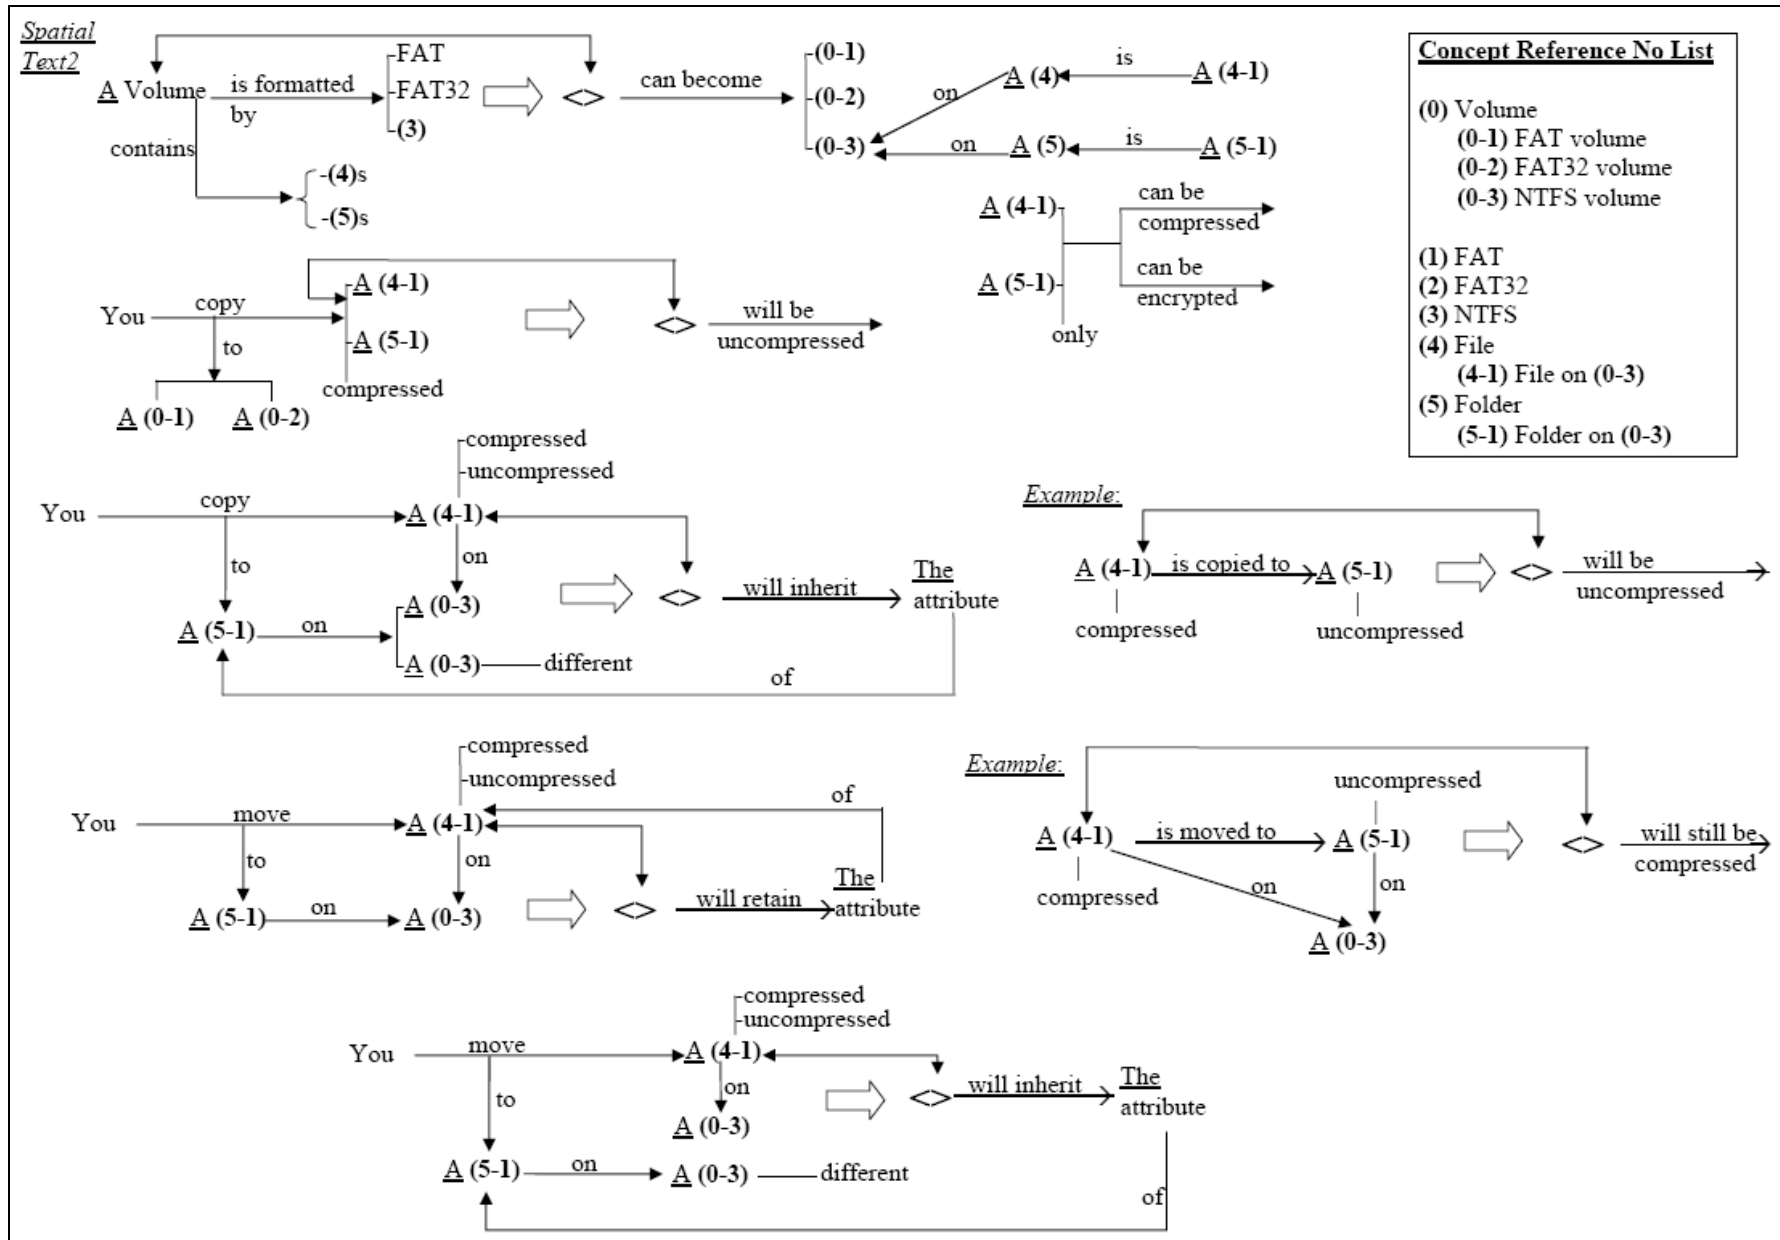 Spatial
Text2
A Volume
is formatted
by
-FAT
-FAT32
-(3)
<>
can become
-(0-1)
-(0-2)
-(0-3)
on
A (4)
is
A (4-1)
on
A (5)
is
A (5-1)
contains
-(4)s
-(5)s
A (4-1)
A (5-1)
only
can be
compressed
can be
encrypted
You
copy
to
A (0-1)
A (0-2)
A (4-1)
A (5-1)
compressed
<>
will be
uncompressed
Concept Reference No List
(0) Volume
(0-1) FAT volume
(0-2) FAT32 volume
(0-3) NTFS volume
(1) FAT
(2) FAT32
(3) NTFS
(4) File
(4-1) File on (0-3)
(5) Folder
(5-1) Folder on (0-3)
-compressed
-uncompressed
You
copy
A (4-1)
to
on
A (0-3)
A (5-1)
on
A (0-3)
different
<>
will inherit
The
attribute
of
Example:
A (4-1)
is copied to
A (5-1)
compressed
uncompressed
<>
will be
uncompressed
-compressed
-uncompressed
You
move
A (4-1)
of
to
on
A (5-1)
on
A (0-3)
<>
will retain
The
attribute
Example:
uncompressed
A (4-1)
is moved to
A (5-1)
compressed
on
on
A (0-3)
<>
will still be
compressed
-compressed
-uncompressed
You
move
A (4-1)
to
on
A (0-3)
A (5-1)
on
A (0-3)
different
<>
will inherit
The
attribute
of